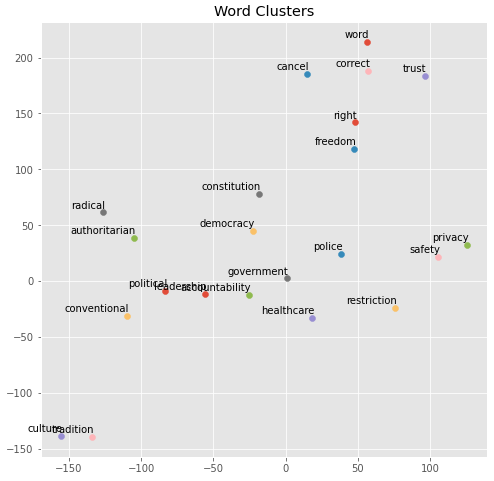 Word Clusters
word
cancel
correct
trust
right
freedom
constitution
radical
authoritarian
democracy
police
privacy
safety
government
political
leadership
accountability
conventional
healthcare
restriction
culture
tradition
200
150
100
50
0
−50
−100
−150
−150
−100
−50
0
50
100